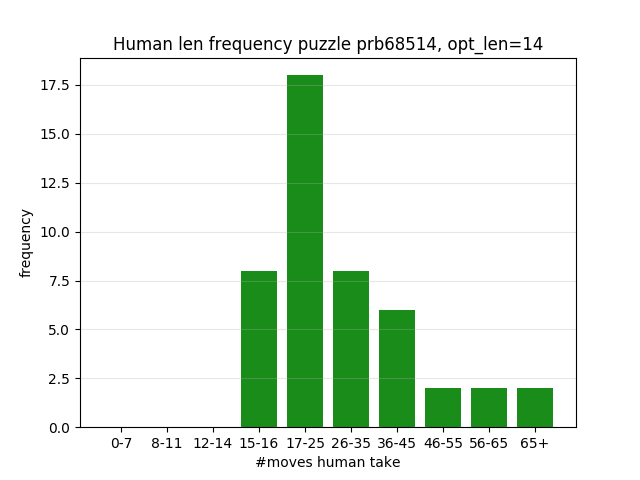 Human len frequency puzzle prb68514, opt_len=14
17.5
15.0
12.5
10.0
7.5
5.0
2.5
0.0
frequency
0-7 8-11 12-14 15-16 17-25 26-35 36-45 46-55 56-65 65+
#moves human take